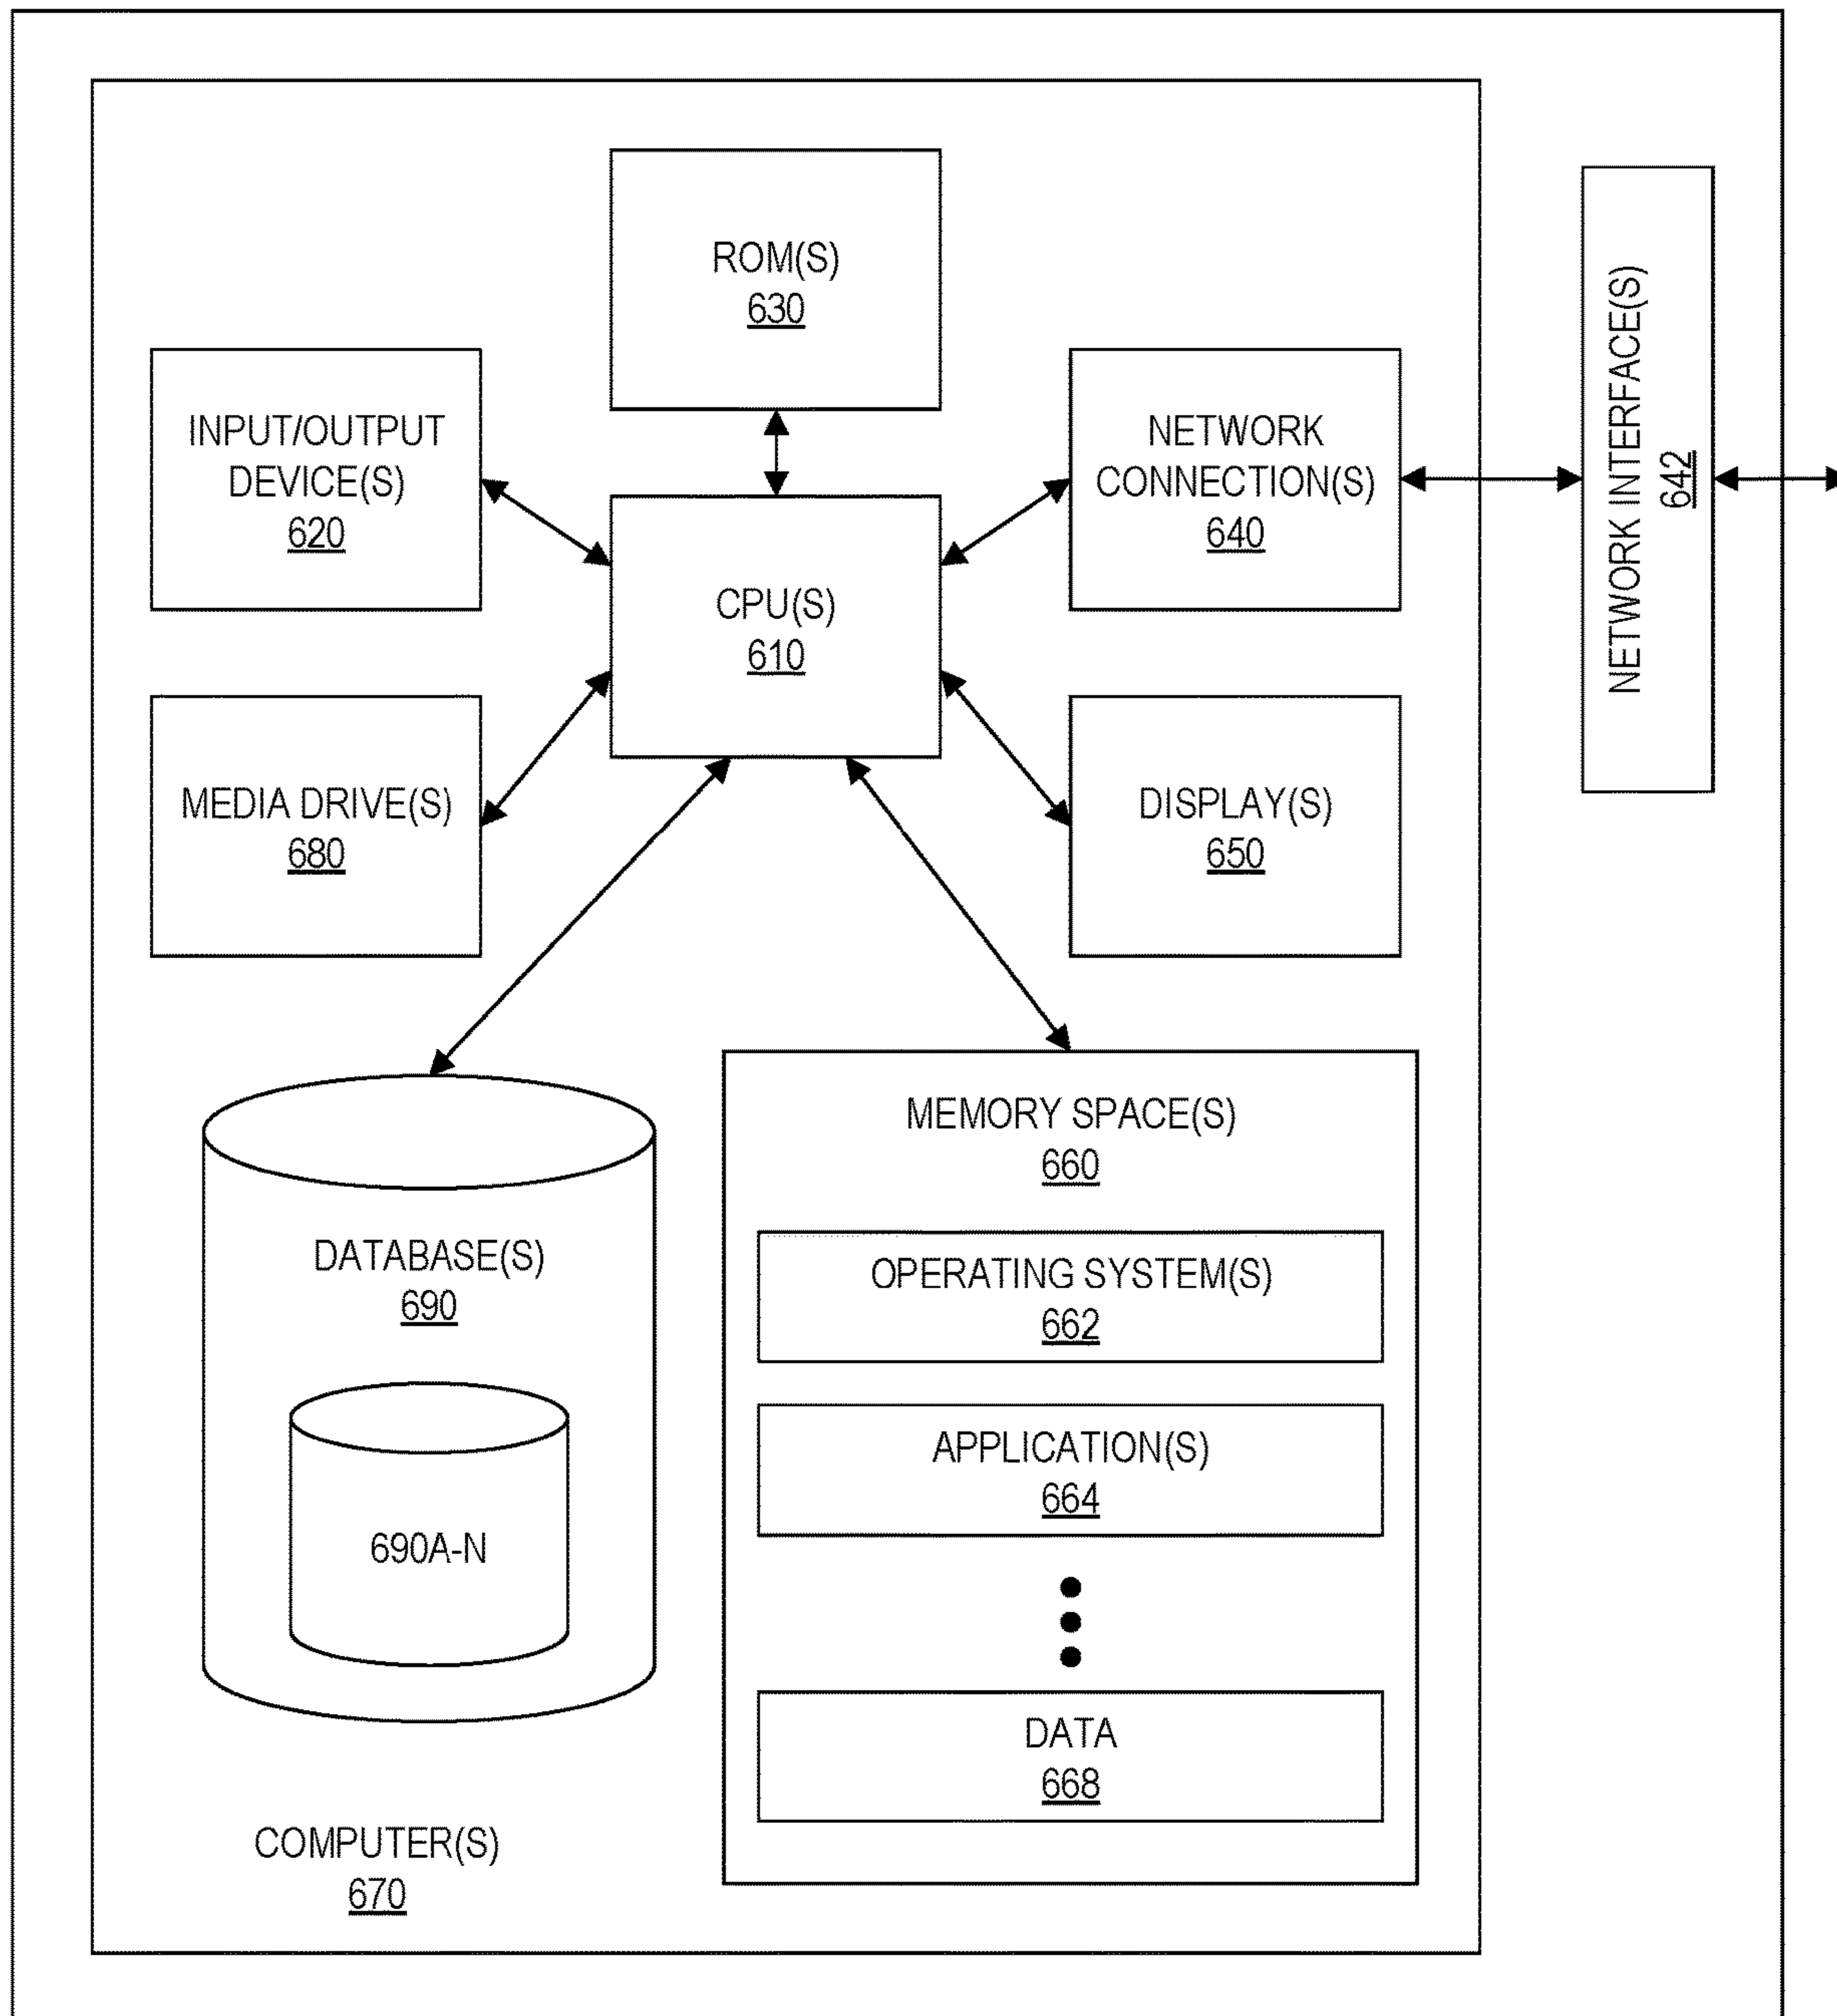 ROM(S)
630
INPUT/OUTPUT
DEVICE(S)
620
NETWORK
CONNECTION(S)
640
NETWORK INTERFACE(S)
642
CPU(S)
610
MEDIA DRIVE(S)
680
DISPLAY(S)
650
DATABASE(S)
690
690A-N
MEMORY SPACE(S)
660
OPERATING SYSTEM(S)
662
APPLICATION(S)
664
DATA
668
COMPUTER(S)
670